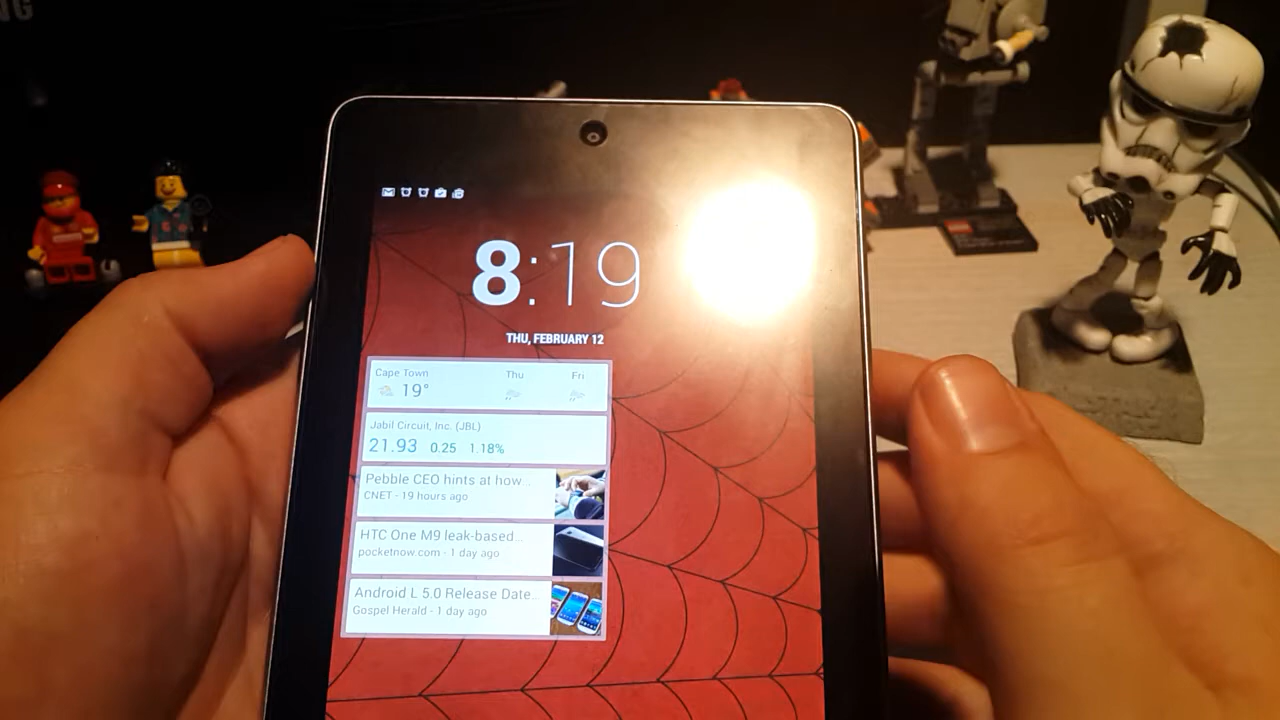 NG
8:19
THU, FEBRUARY 12
Cape Town Thu Fri
19°
Jabil Circuit, Inc. (JBL)
21.93 0.25 1.18%
Pebble CEO hints at how...
CNET - 19 hours ago
HTC One M9 leak-based...
pocketnow.com - 1 day ago
Android L 5.0 Release Date...
Gospel Herald - 1 day ago